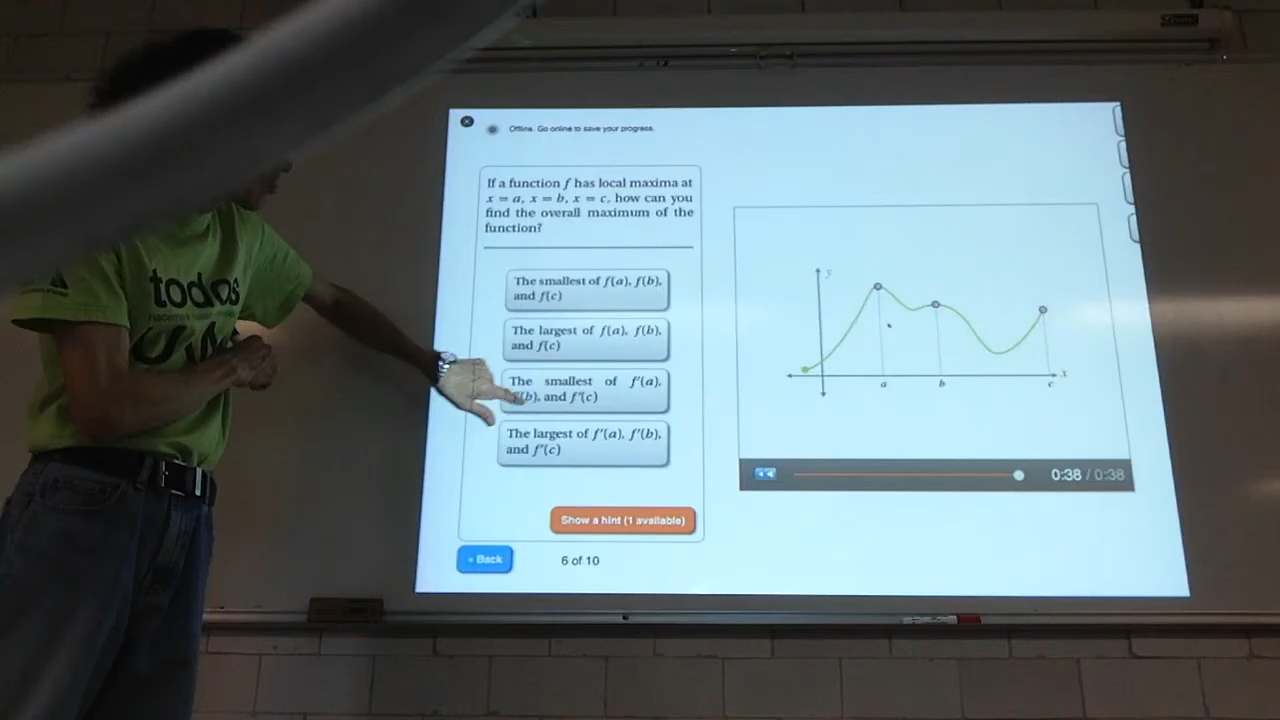 Offline. Go online to save your progress.
If a function f has local maxima at
x = a, x = b, x = c, how can you
find the overall maximum of the
function?
The smallest of f(a), f(b),
and f(c)
The largest of f(a), f(b),
and f(c)
The smallest of f′(a),
f′(b), and f′(c)
The largest of f′(a), f′(b),
and f′(c)
Show a hint (1 available)
« Back
6 of 10
y
x
a
b
c
0:38 / 0:38
todos